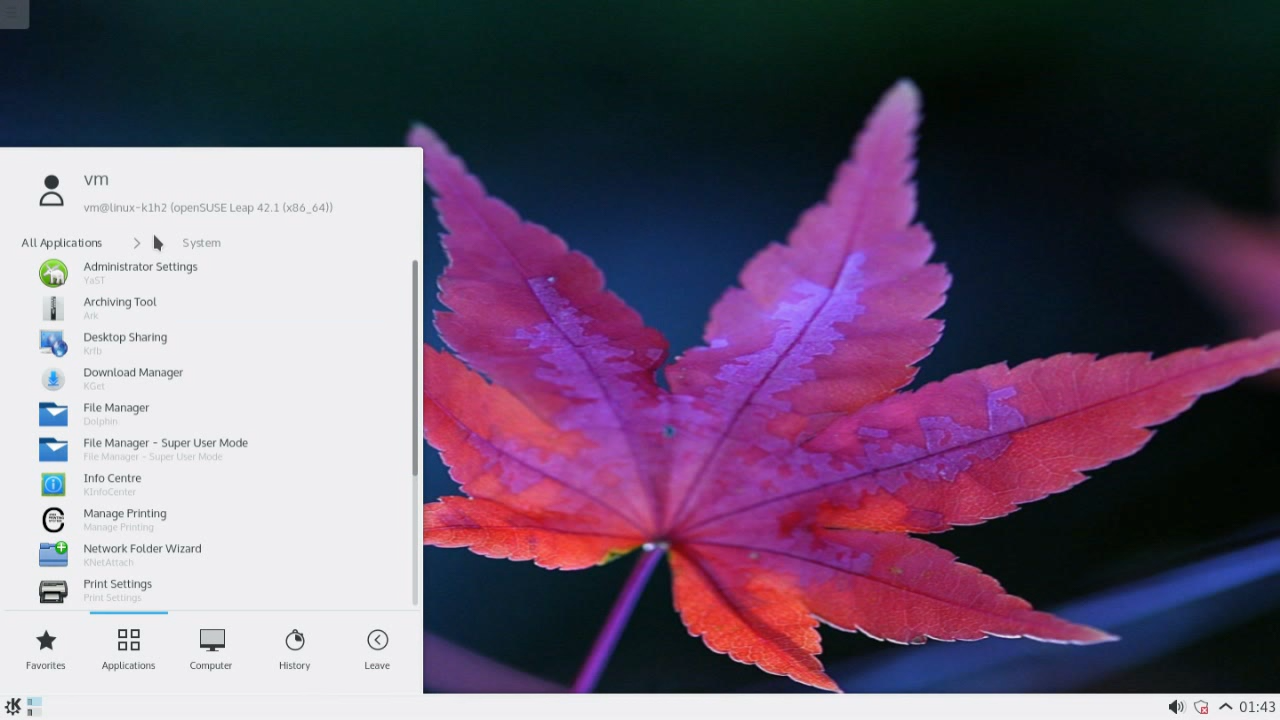 vm
vm@linux-k1h2 (openSUSE Leap 42.1 (x86_64))
All Applications System
Administrator Settings
YaST
Archiving Tool
Ark
Desktop Sharing
Krfb
Download Manager
KGet
File Manager
Dolphin
File Manager - Super User Mode
File Manager - Super User Mode
Info Centre
KInfoCenter
Manage Printing
Manage Printing
Network Folder Wizard
KNetAttach
Print Settings
Print Settings
Favorites Applications Computer History Leave
01:43